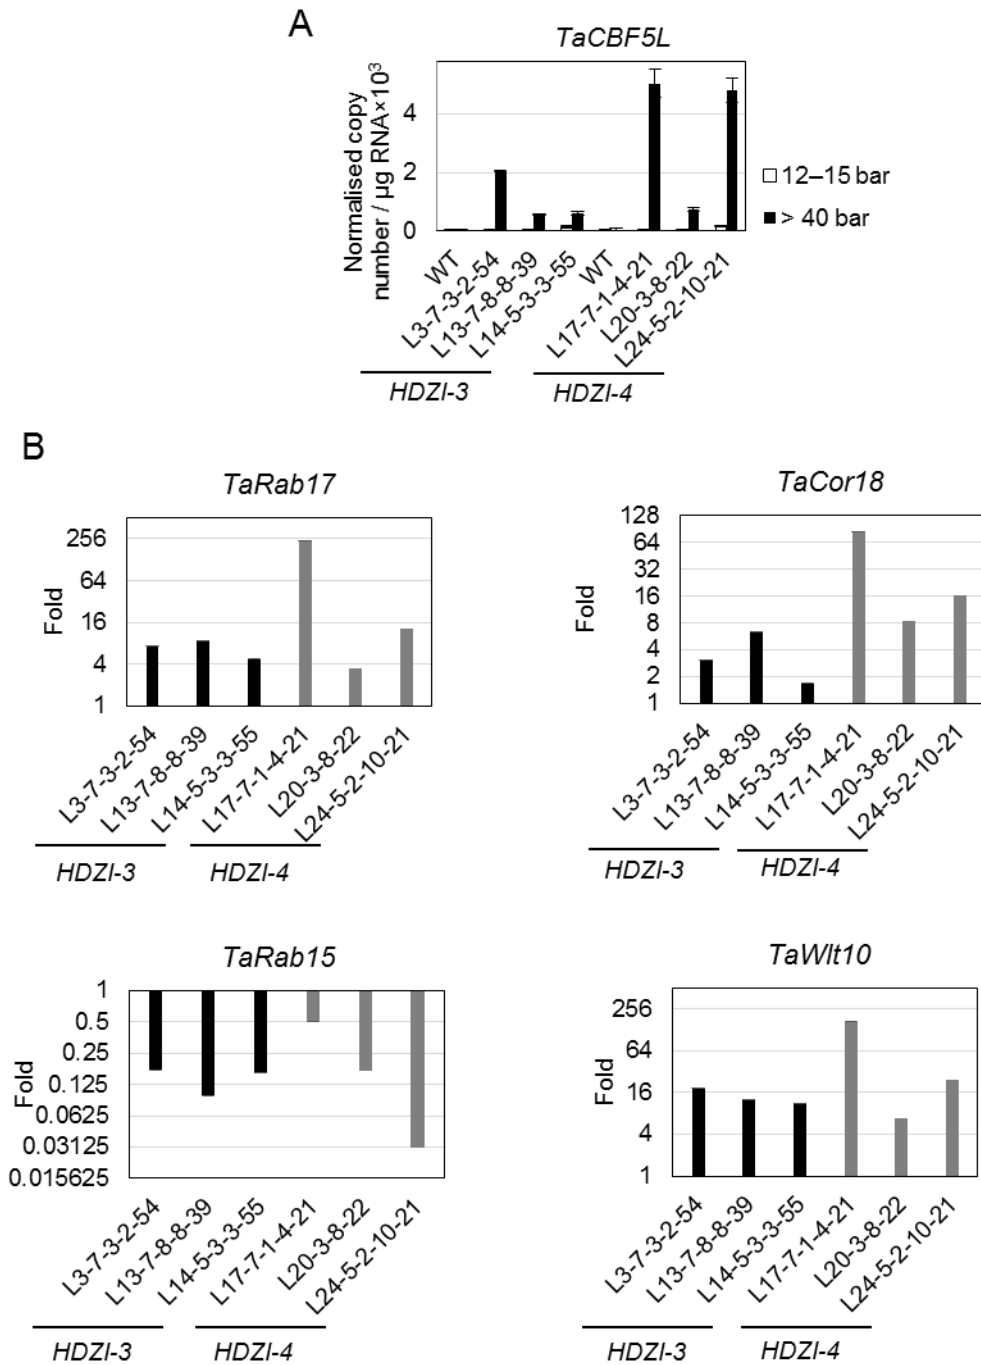 A
TaCBF5L
Normalised copy
number / µg RNA×10³
4
2
0
12–15 bar
> 40 bar
WT
L3-7-3-2-54
L13-7-8-8-39
L14-5-3-3-55
WT
L17-7-1-4-21
L20-3-8-22
L24-5-2-10-21
HDZI-3
HDZI-4
B
TaRab17
Fold
256
64
16
4
1
L3-7-3-2-54
L13-7-8-8-39
L14-5-3-3-55
L17-7-1-4-21
L20-3-8-22
L24-5-2-10-21
HDZI-3
HDZI-4
TaCor18
Fold
128
64
32
16
8
4
2
1
L3-7-3-2-54
L13-7-8-8-39
L14-5-3-3-55
L17-7-1-4-21
L20-3-8-22
L24-5-2-10-21
HDZI-3
HDZI-4
TaRab15
Fold
1
0.5
0.25
0.125
0.0625
0.03125
0.015625
L3-7-3-2-54
L13-7-8-8-39
L14-5-3-3-55
L17-7-1-4-21
L20-3-8-22
L24-5-2-10-21
HDZI-3
HDZI-4
TaWlt10
Fold
256
64
16
4
1
L3-7-3-2-54
L13-7-8-8-39
L14-5-3-3-55
L17-7-1-4-21
L20-3-8-22
L24-5-2-10-21
HDZI-3
HDZI-4